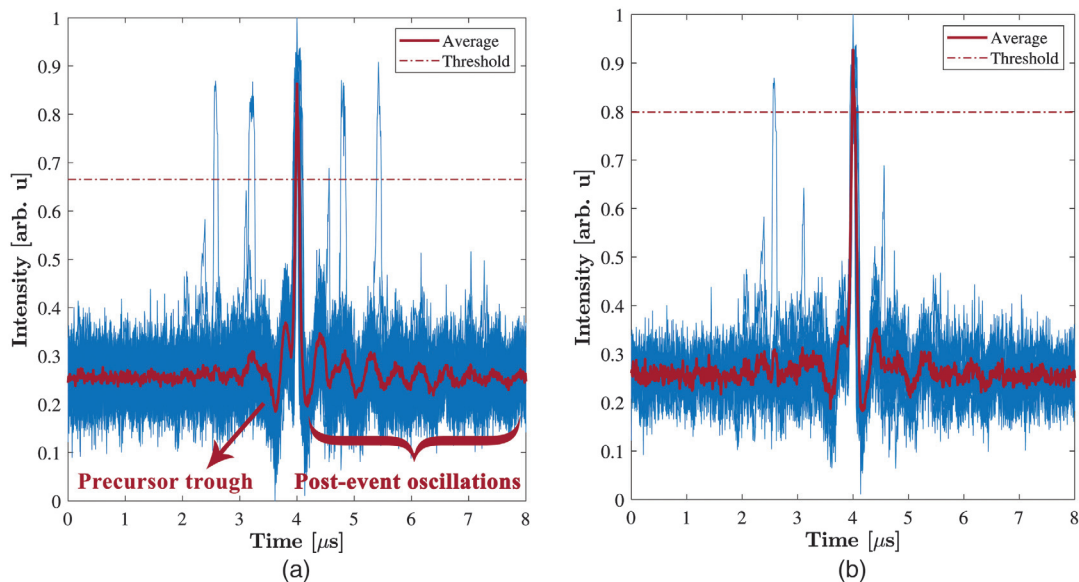 1
0.9
0.8
0.7
0.6
0.5
0.4
0.3
0.2
0.1
0
Intensity [arb. u]
Average
Threshold
Precursor trough
Post-event oscillations
0 1 2 3 4 5 6 7 8
Time [μs]
(a)
1
0.9
0.8
0.7
0.6
0.5
0.4
0.3
0.2
0.1
0
Intensity [arb. u]
Average
Threshold
0 1 2 3 4 5 6 7 8
Time [μs]
(b)